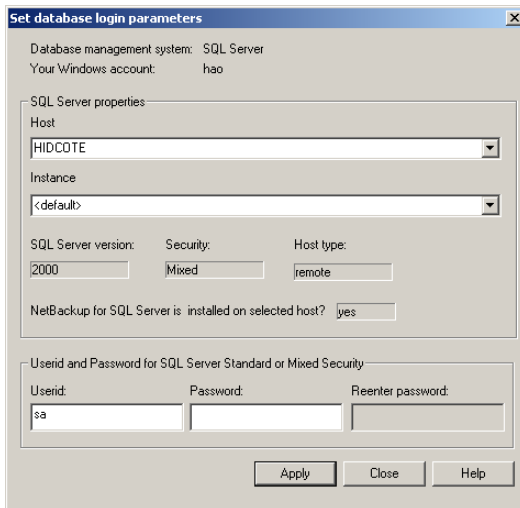 Set database login parameters
Database management system: SQL Server
Your Windows account: hao
SQL Server properties
Host
HIDCOTE
Instance
<default>
SQL Server version: Security: Host type:
2000 Mixed remote
NetBackup for SQL Server is installed on selected host? yes
Userid and Password for SQL Server Standard or Mixed Security
Userid: Password: Reenter password:
sa
Apply Close Help